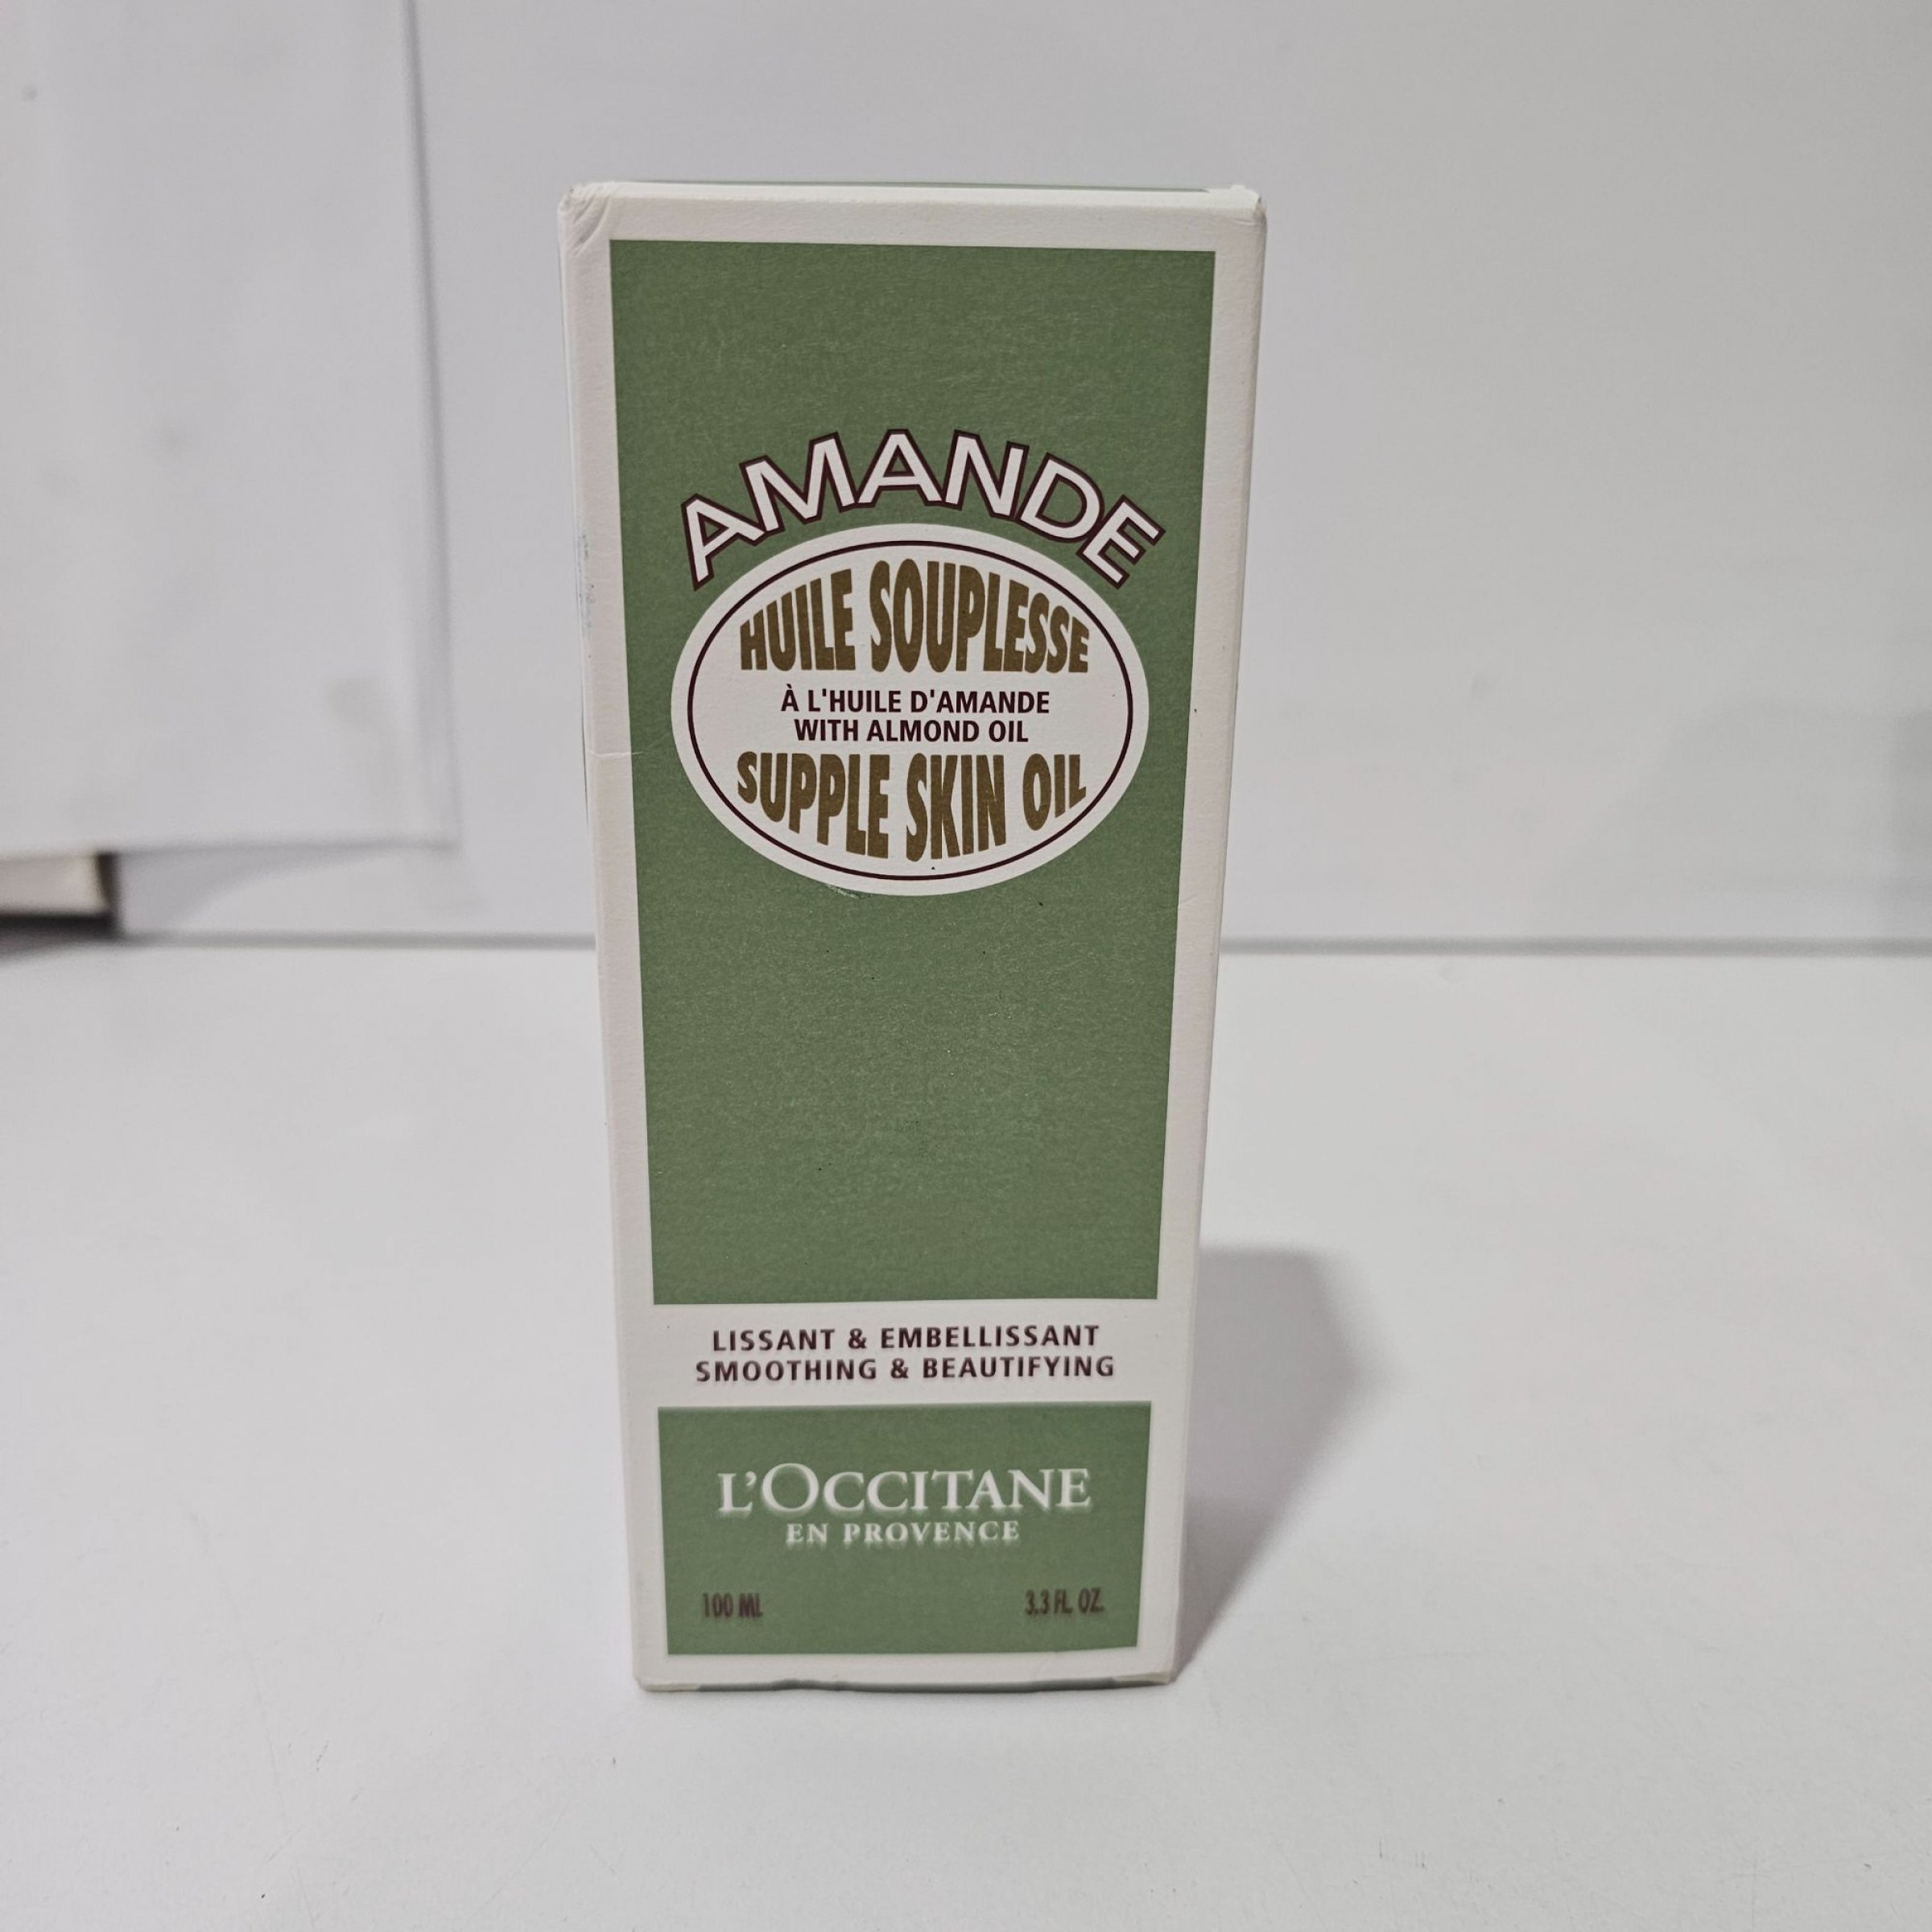 AMANDE
HUILE SOUPLESSE
À L'HUILE D'AMANDE
WITH ALMOND OIL
SUPPLE SKIN OIL
LISSANT & EMBELLISSANT
SMOOTHING & BEAUTIFYING
L'OCCITANE
EN PROVENCE
100 ML 3.3 FL. OZ.